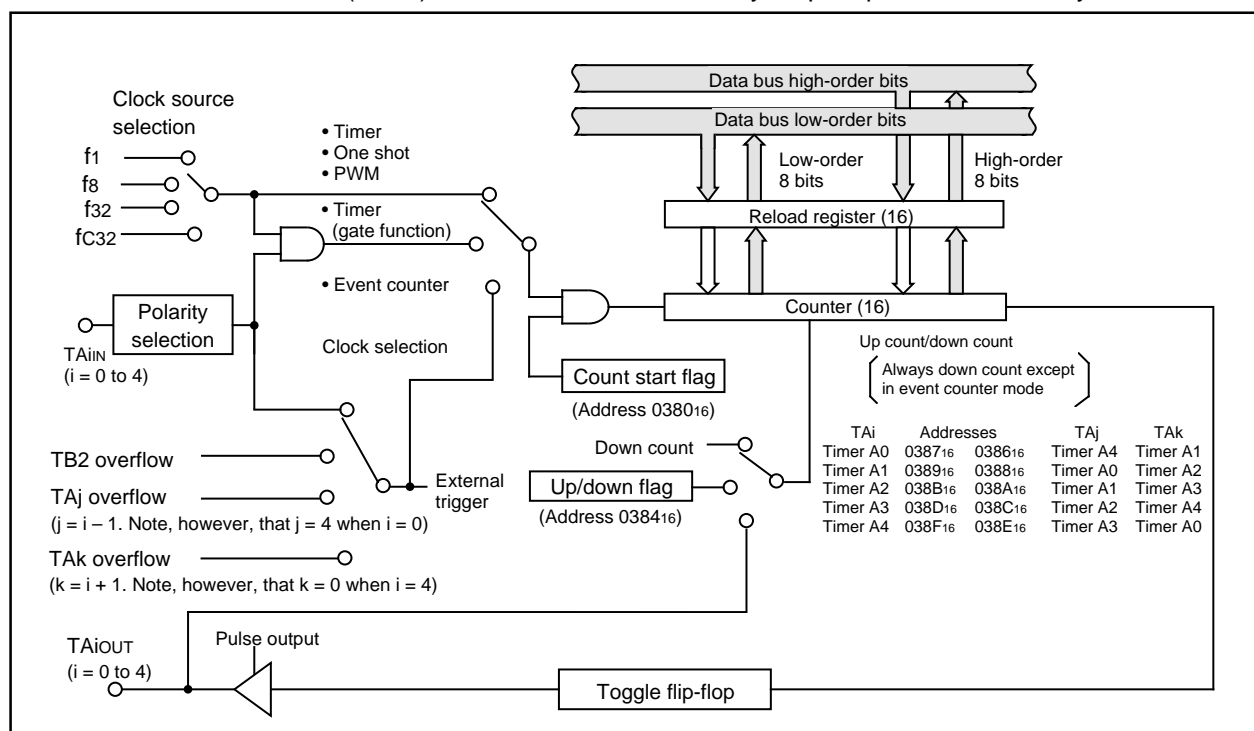 Clock source
selection
f1
f8
f32
fC32
• Timer
• One shot
• PWM
• Timer
(gate function)
• Event counter
Data bus high-order bits
Data bus low-order bits
Low-order
8 bits
High-order
8 bits
Reload register (16)
Counter (16)
Polarity
selection
TAiIN
(i = 0 to 4)
Clock selection
Count start flag
(Address 038016)
Up count/down count
Always down count except
in event counter mode
TB2 overflow
TAj overflow
(j = i – 1. Note, however, that j = 4 when i = 0)
TAk overflow
(k = i + 1. Note, however, that k = 0 when i = 4)
External
trigger
Down count
Up/down flag
(Address 038416)
TAi Addresses TAj TAk
Timer A0 038716 038616 Timer A4 Timer A1
Timer A1 038916 038816 Timer A0 Timer A2
Timer A2 038B16 038A16 Timer A1 Timer A3
Timer A3 038D16 038C16 Timer A2 Timer A4
Timer A4 038F16 038E16 Timer A3 Timer A0
TAiOUT
(i = 0 to 4)
Pulse output
Toggle flip-flop